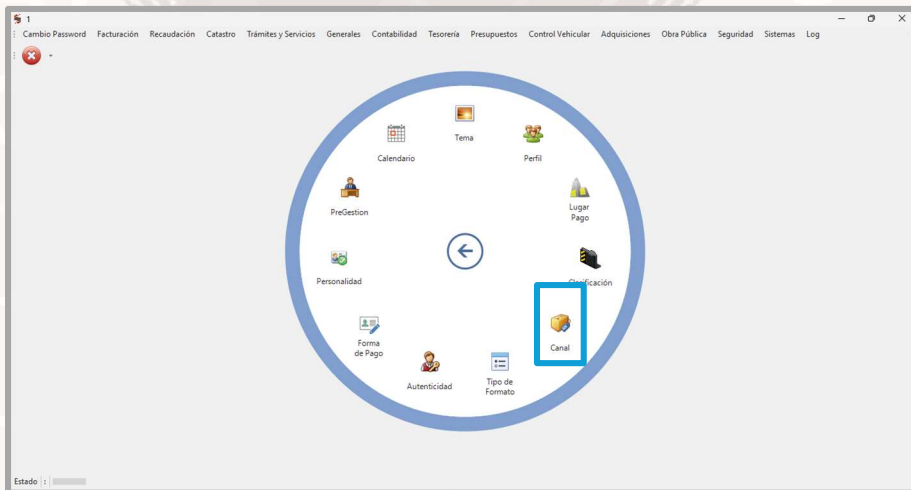 1
Cambio Password Facturación Recaudación Catastro Trámites y Servicios Generales Contabilidad Tesorería Presupuestos Control Vehicular Adquisiciones Obra Pública Seguridad Sistemas Log
Tema
Calendario
Perfil
PreGestion
Lugar
Pago
Personalidad
Clarificación
Forma
de Pago
Canal
Autenticidad
Tipo de
Formato
Estado :